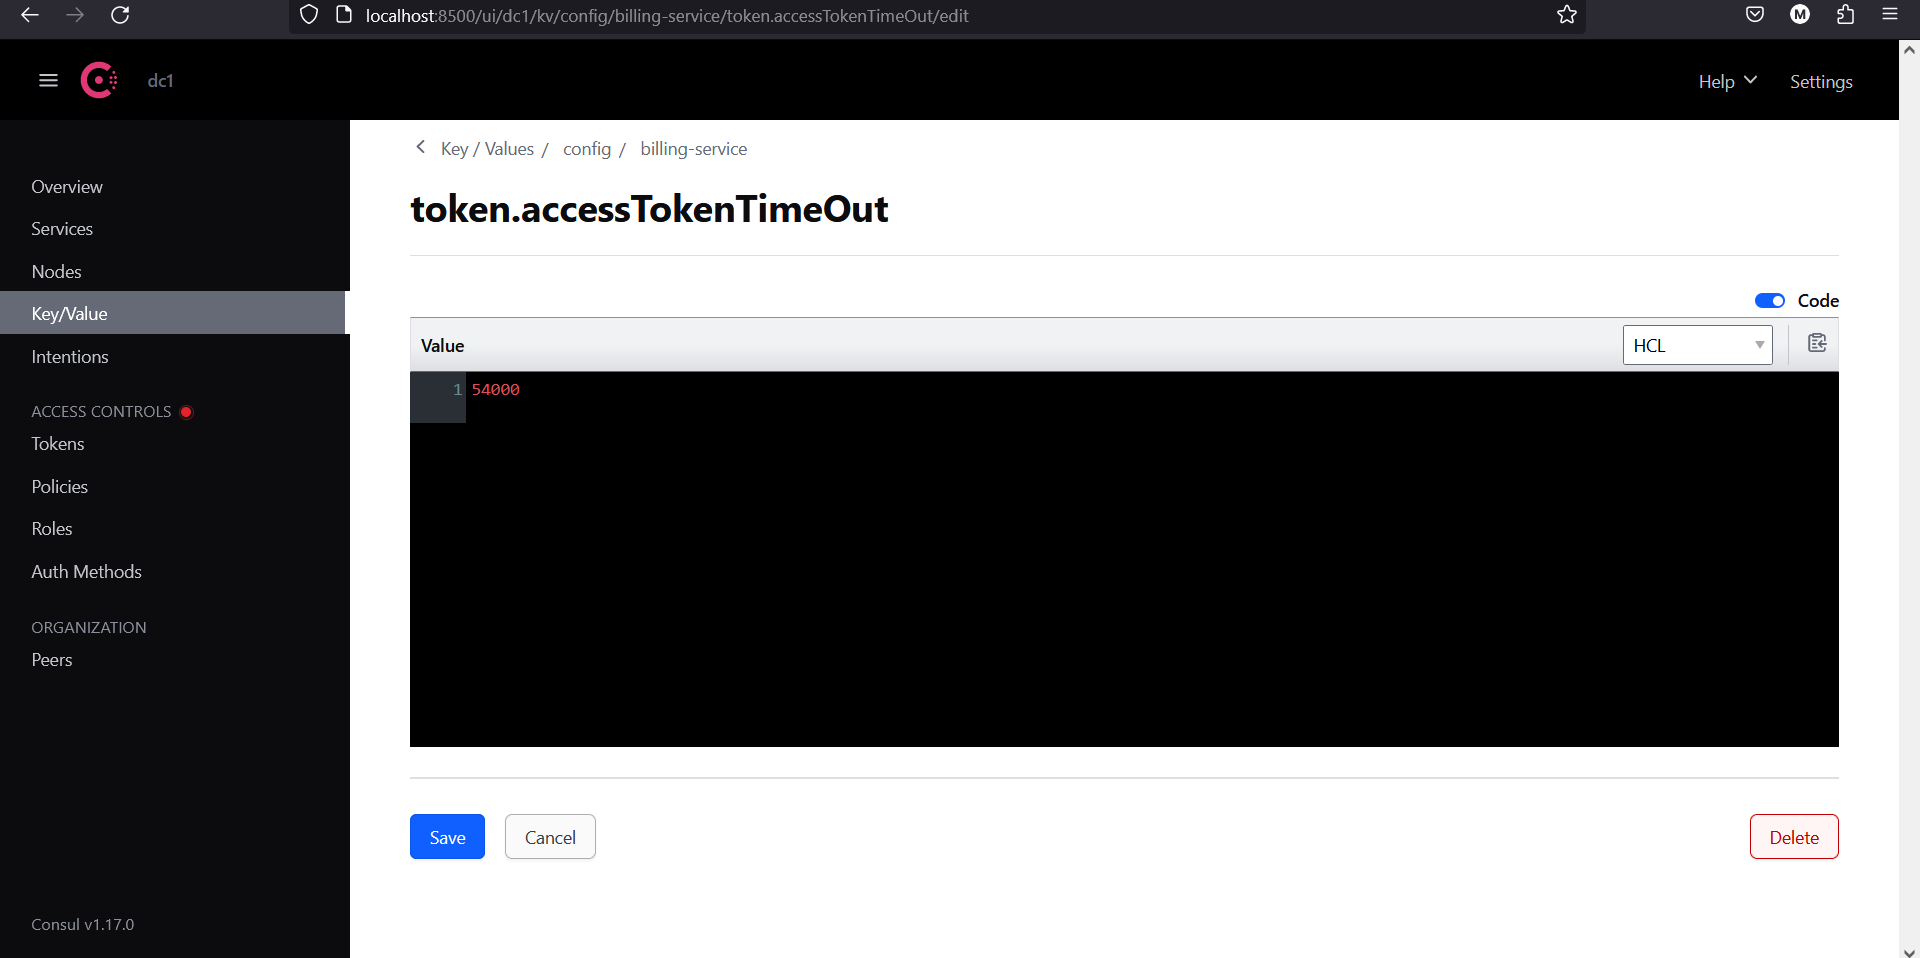 localhost:8500/ui/dc1/kv/config/billing-service/token.accessTokenTimeOut/edit
M
dc1
Help
Settings
Overview
Services
Nodes
Key/Value
Intentions
ACCESS CONTROLS
Tokens
Policies
Roles
Auth Methods
ORGANIZATION
Peers
Consul v1.17.0
Key / Values / config / billing-service
token.accessTokenTimeOut
Code
Value
HCL
1 54000
Save
Cancel
Delete